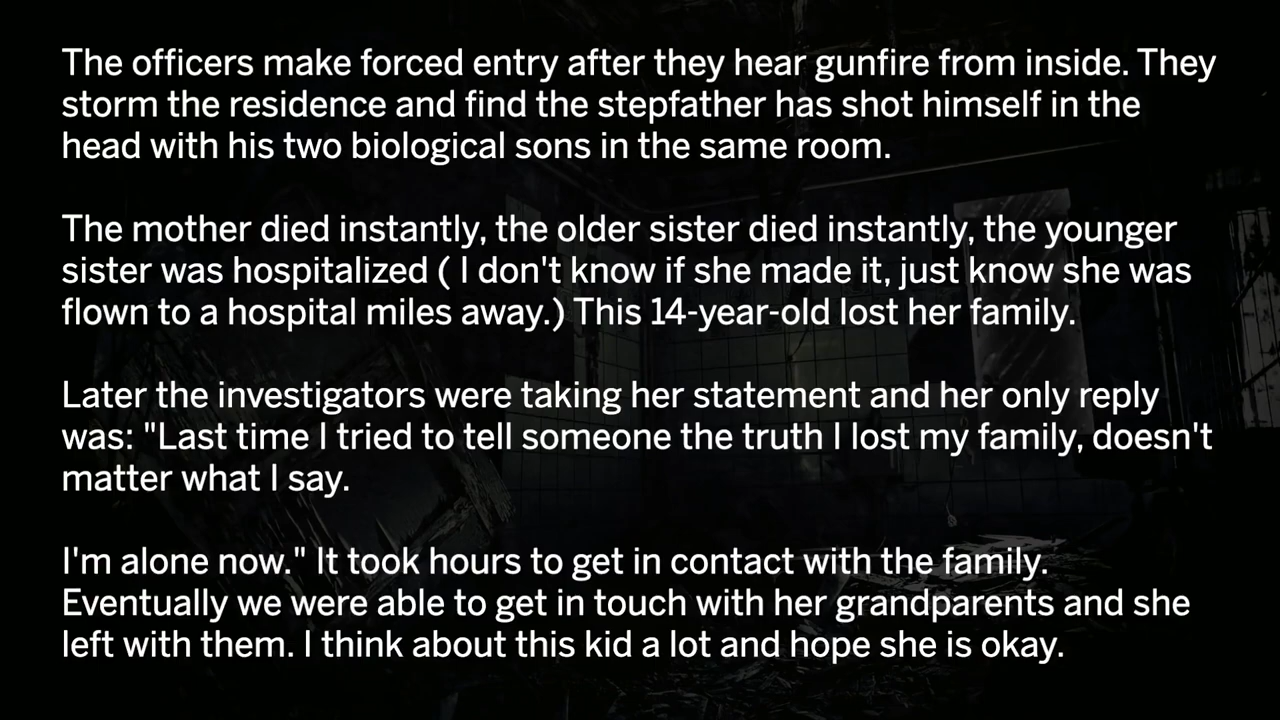 The officers make forced entry after they hear gunfire from inside. They
storm the residence and find the stepfather has shot himself in the
head with his two biological sons in the same room.
The mother died instantly, the older sister died instantly, the younger
sister was hospitalized ( I don't know if she made it, just know she was
flown to a hospital miles away.) This 14-year-old lost her family.
Later the investigators were taking her statement and her only reply
was: "Last time I tried to tell someone the truth I lost my family, doesn't
matter what I say.
I'm alone now." It took hours to get in contact with the family.
Eventually we were able to get in touch with her grandparents and she
left with them. I think about this kid a lot and hope she is okay.